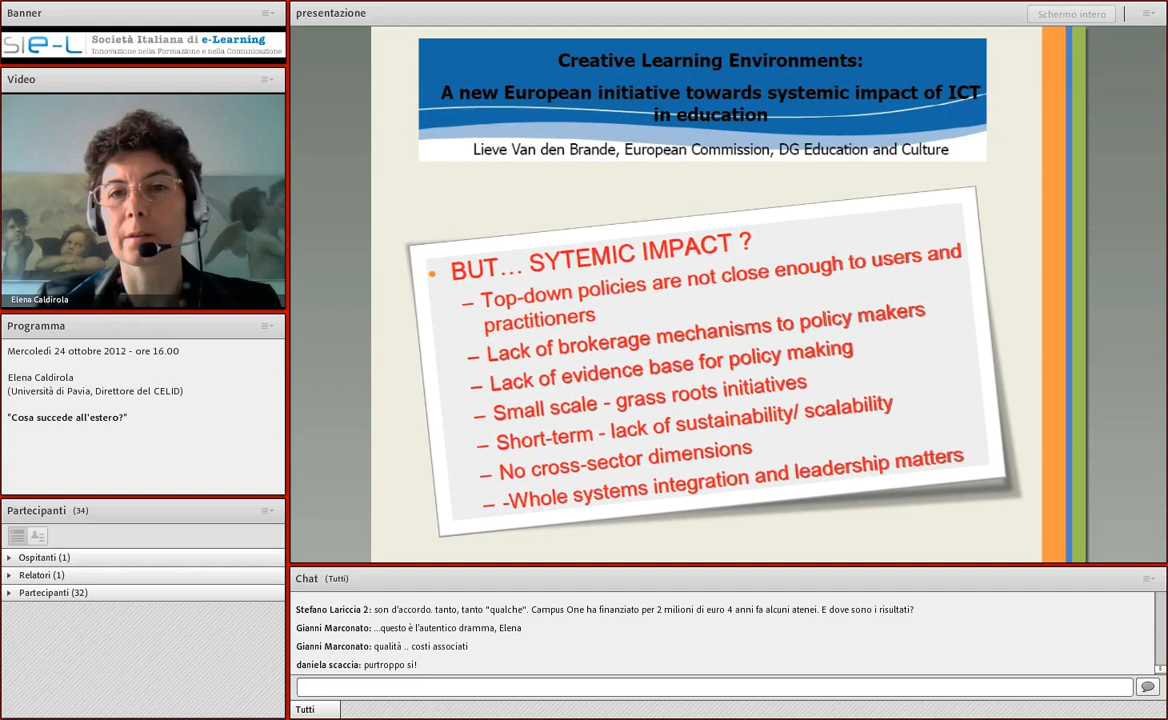 Banner
SIe-L Società Italiana di e-Learning
Innovazione nella Formazione e nella Comunicazione
Video
Elena Caldirola
Programma
Mercoledì 24 ottobre 2012 - ore 16.00
Elena Caldirola
(Università di Pavia, Direttore del CELID)
"Cosa succede all'estero?"
Partecipanti (34)
Ospitanti (1)
Relatori (1)
Partecipanti (32)
presentazione
Schermo intero
Creative Learning Environments:
A new European initiative towards systemic impact of ICT
in education
Lieve Van den Brande, European Commission, DG Education and Culture
• BUT... SYTEMIC IMPACT ?
– Top-down policies are not close enough to users and
practitioners
– Lack of brokerage mechanisms to policy makers
– Lack of evidence base for policy making
– Small scale - grass roots initiatives
– Short-term - lack of sustainability/ scalability
– No cross-sector dimensions
– -Whole systems integration and leadership matters
Chat (Tutti)
Stefano Lariccia 2: son d'accordo. tanto, tanto "qualche". Campus One ha finanziato per 2 milioni di euro 4 anni fa alcuni atenei. E dove sono i risultati?
Gianni Marconato: ...questo è l'autentico dramma, Elena
Gianni Marconato: qualità .. costi associati
daniela scaccia: purtroppo si!
Tutti